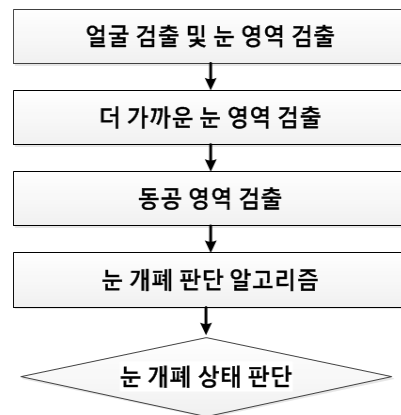 얼굴 검출 및 눈 영역 검출
더 가까운 눈 영역 검출
동공 영역 검출
눈 개폐 판단 알고리즘
눈 개폐 상태 판단